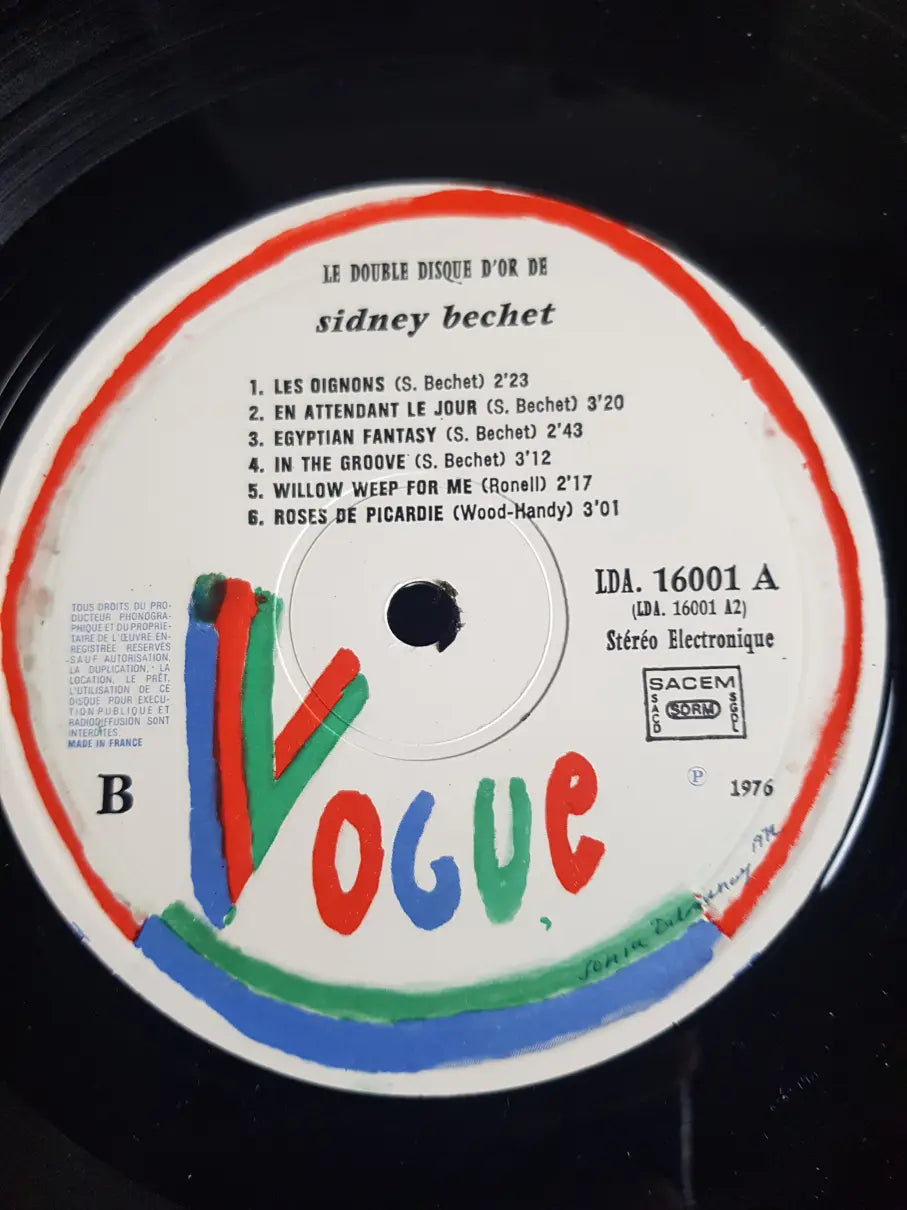 LE DOUBLE DISQUE D'OR DE
sidney bechet
1. LES OIGNONS (S. Bechet) 2'23
2. EN ATTENDANT LE JOUR (S. Bechet) 3'20
3. EGYPTIAN FANTASY (S. Bechet) 2'43
4. IN THE GROOVE (S. Bechet) 3'12
5. WILLOW WEEP FOR ME (Ronell) 2'17
6. ROSES DE PICARDIE (Wood-Handy) 3'01
LDA. 16001 A
(LDA. 16001 A2)
Stéréo Electronique
TOUS DROITS DU PRO-
DUCTEUR PHONOGRA-
PHIQUE ET DU PROPRIE-
TAIRE DE L'ŒUVRE EN-
REGISTREE RESERVES
-SAUF AUTORISATION,
LA DUPLICATION, LA
LOCATION, LE PRÊT,
L'UTILISATION DE CE
DISQUE POUR EXECU-
TION PUBLIQUE ET
RADIODIFFUSION SONT
INTERDITES.
MADE IN FRANCE
SACEM
SACD
SDRM
SGDL
B
Ⓟ 1976
VOGUE
Sonia Delaunay